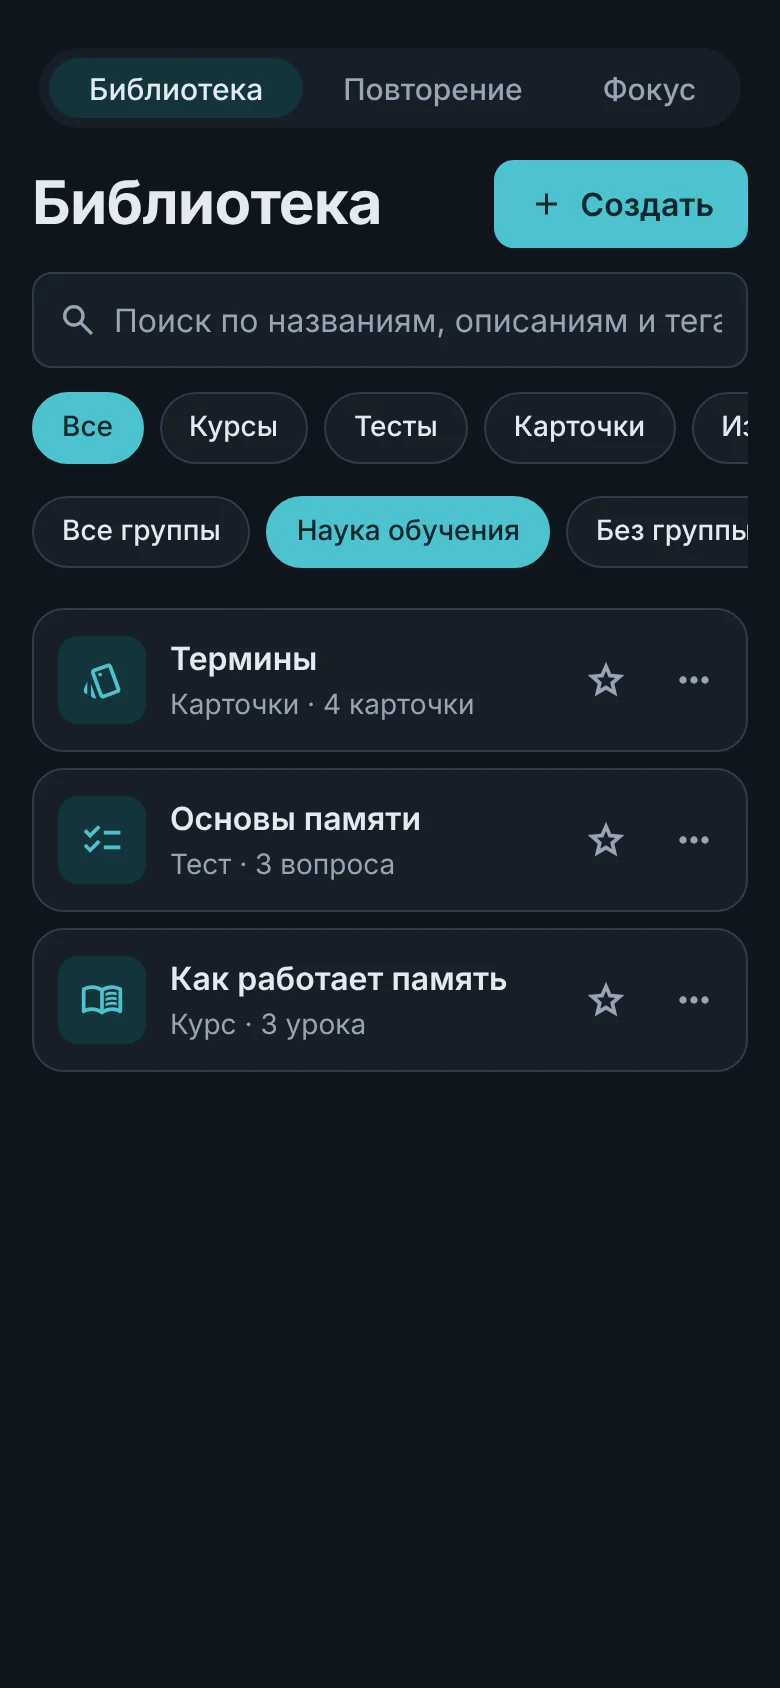 Библиотека Повторение Фокус
Библиотека + Создать
Поиск по названиям, описаниям и тега
Все Курсы Тесты Карточки Из
Все группы Наука обучения Без группы
Термины
Карточки · 4 карточки
Основы памяти
Тест · 3 вопроса
Как работает память
Курс · 3 урока